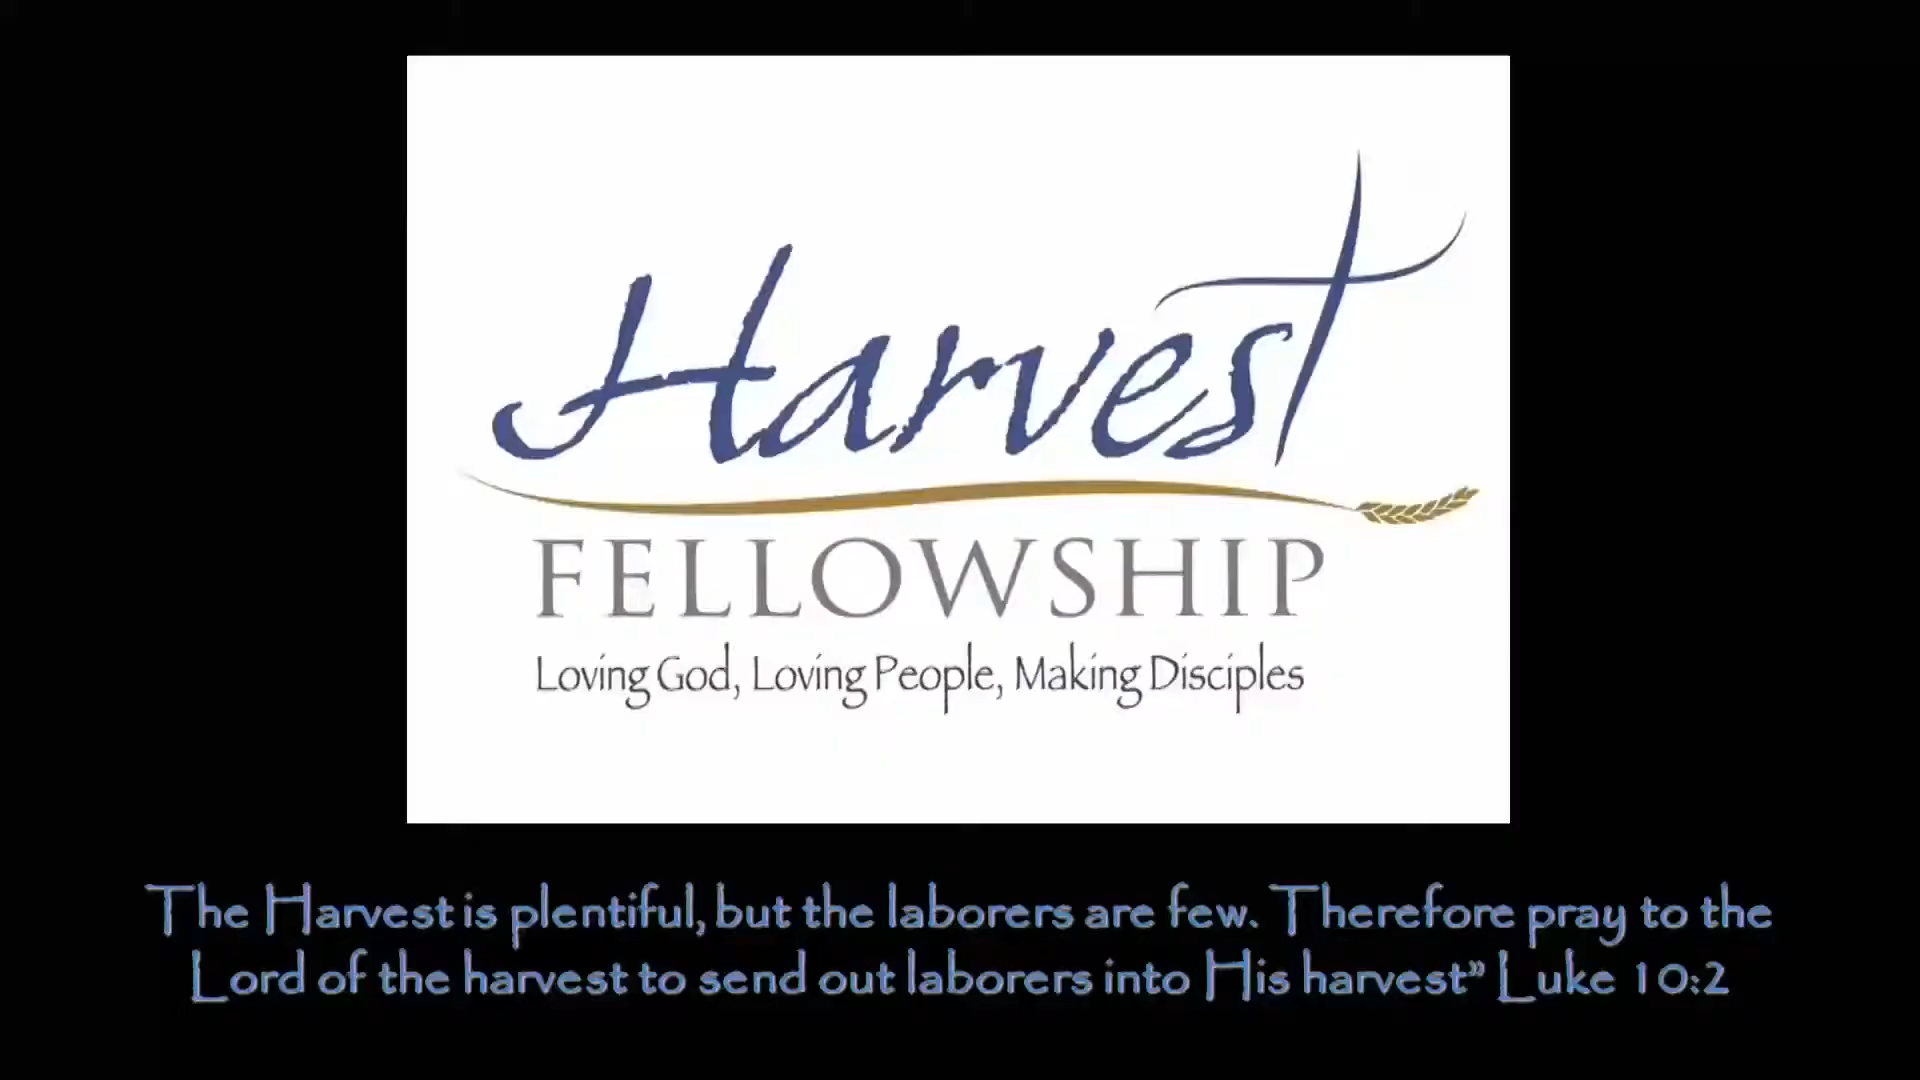 Harvest
FELLOWSHIP
Loving God, Loving People, Making Disciples
The Harvest is plentiful, but the laborers are few. Therefore pray to the
Lord of the harvest to send out laborers into His harvest” Luke 10:2